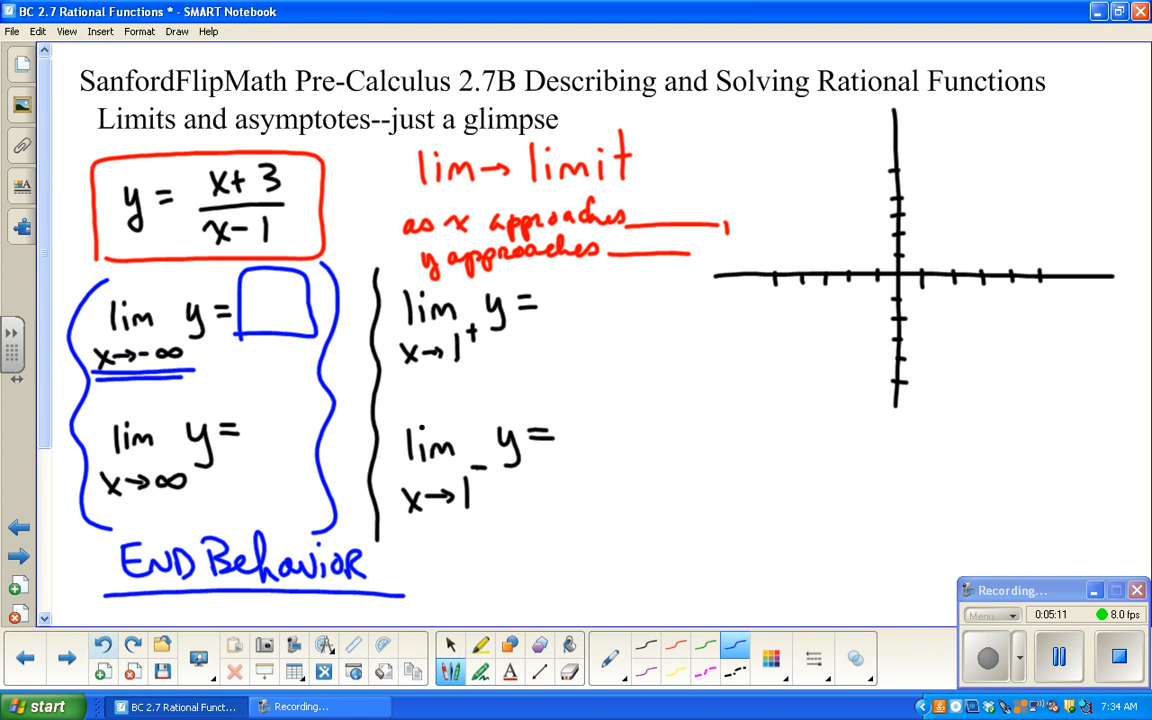 BC 2.7 Rational Functions * - SMART Notebook
File Edit View Insert Format Draw Help
SanfordFlipMath Pre-Calculus 2.7B Describing and Solving Rational Functions
Limits and asymptotes--just a glimpse
y = x+3
x-1
lim → limit
as x approaches ______,
y approaches ______
lim y =
x→-∞
lim y =
x→1⁺
lim y =
x→∞
lim y =
x→1⁻
END Behavior
Recording...
Menu
0:05:11
8.0 fps
start
BC 2.7 Rational Funct...
Recording...
7:34 AM